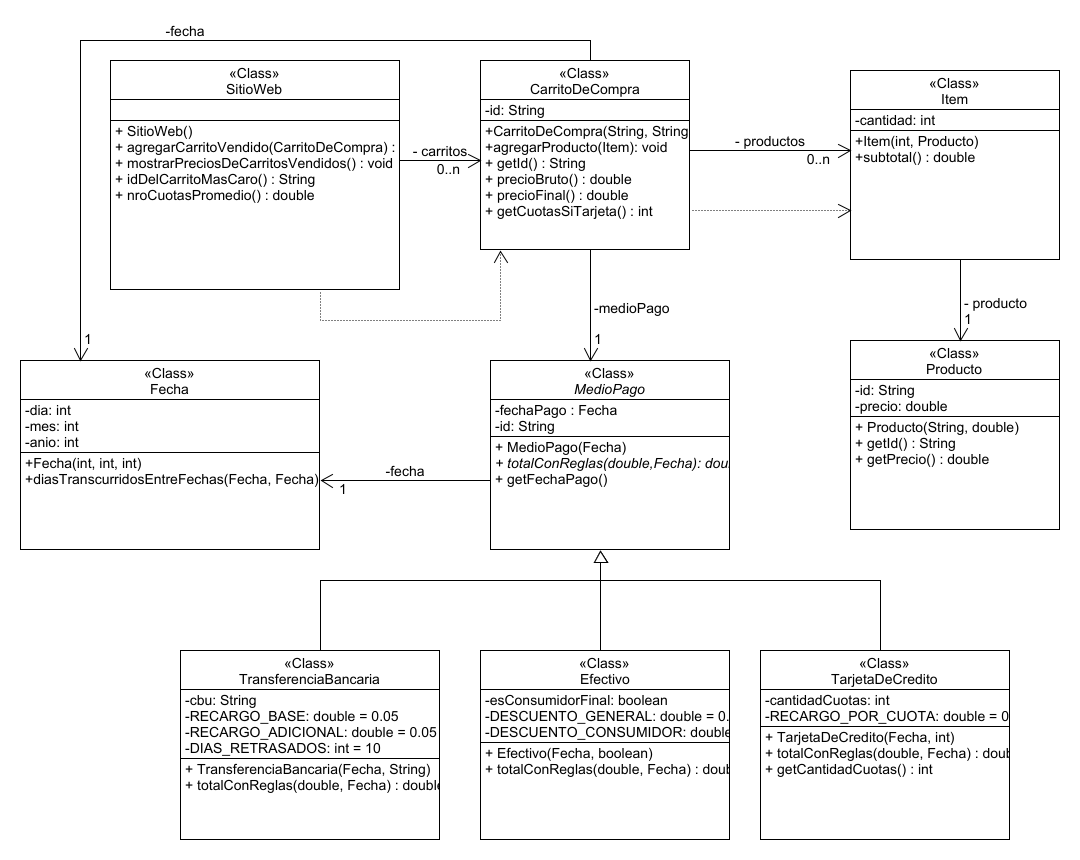 -fecha
«Class»
SitioWeb
+ SitioWeb()
+ agregarCarritoVendido(CarritoDeCompra) :
+ mostrarPreciosDeCarritosVendidos() : void
+ idDelCarritoMasCaro() : String
+ nroCuotasPromedio() : double
- carritos
0..n
«Class»
CarritoDeCompra
-id: String
+CarritoDeCompra(String, String
+agregarProducto(Item): void
+ getId() : String
+ precioBruto() : double
+ precioFinal() : double
+ getCuotasSiTarjeta() : int
- productos
0..n
«Class»
Item
-cantidad: int
+Item(int, Producto)
+subtotal() : double
-medioPago
1
- producto
1
1
«Class»
Fecha
-dia: int
-mes: int
-anio: int
+Fecha(int, int, int)
+diasTranscurridosEntreFechas(Fecha, Fecha)
-fecha
1
«Class»
MedioPago
-fechaPago : Fecha
-id: String
+ MedioPago(Fecha)
+ totalConReglas(double,Fecha): dou
+ getFechaPago()
«Class»
Producto
-id: String
-precio: double
+ Producto(String, double)
+ getId() : String
+ getPrecio() : double
«Class»
TransferenciaBancaria
-cbu: String
-RECARGO_BASE: double = 0.05
-RECARGO_ADICIONAL: double = 0.05
-DIAS_RETRASADOS: int = 10
+ TransferenciaBancaria(Fecha, String)
+ totalConReglas(double, Fecha) : double
«Class»
Efectivo
-esConsumidorFinal: boolean
-DESCUENTO_GENERAL: double = 0.
-DESCUENTO_CONSUMIDOR: double
+ Efectivo(Fecha, boolean)
+ totalConReglas(double, Fecha) : doub
«Class»
TarjetaDeCredito
-cantidadCuotas: int
-RECARGO_POR_CUOTA: double = 0
+ TarjetaDeCredito(Fecha, int)
+ totalConReglas(double, Fecha) : doub
+ getCantidadCuotas() : int